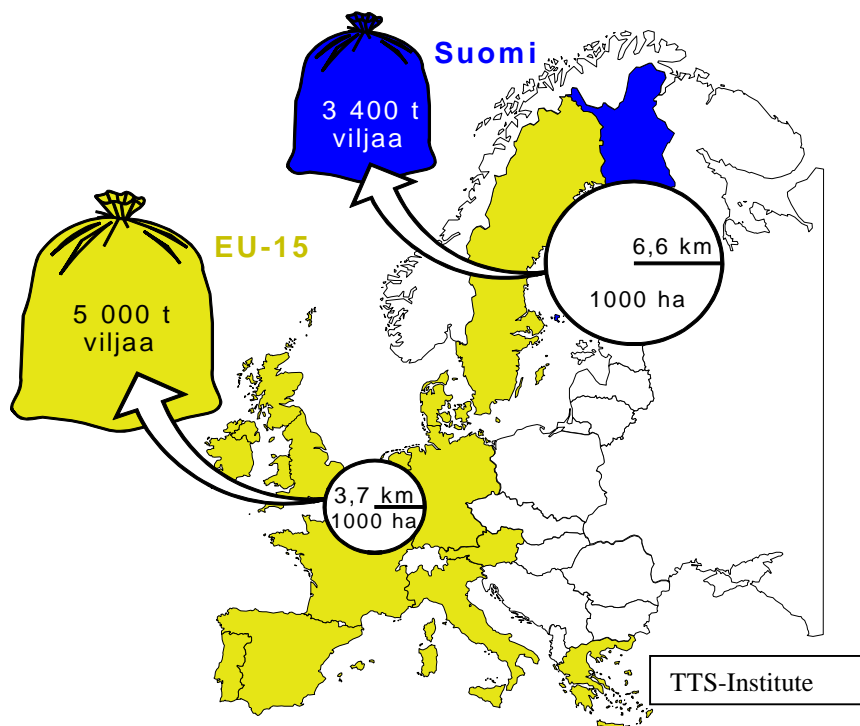 Suomi
3 400 t
viljaa
EU-15
6,6 km
1000 ha
5 000 t
viljaa
3,7 km
1000 ha
TTS-Institute